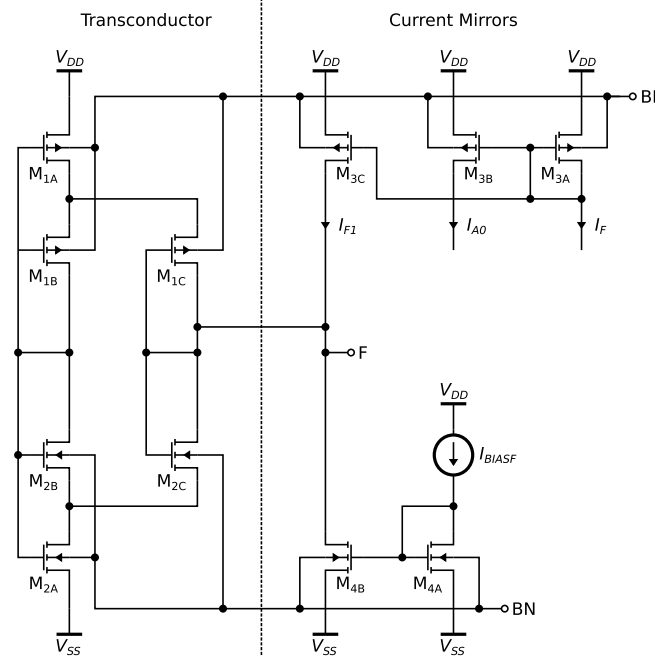 Transconductor
Current Mirrors
VDD
VDD
VDD
VDD
BI
M1A
M3C
M3B
M3A
IF1
IA0
IF
M1B
M1C
F
VDD
IBIASF
M2B
M2C
M2A
M4B
M4A
BN
VSS
VSS
VSS